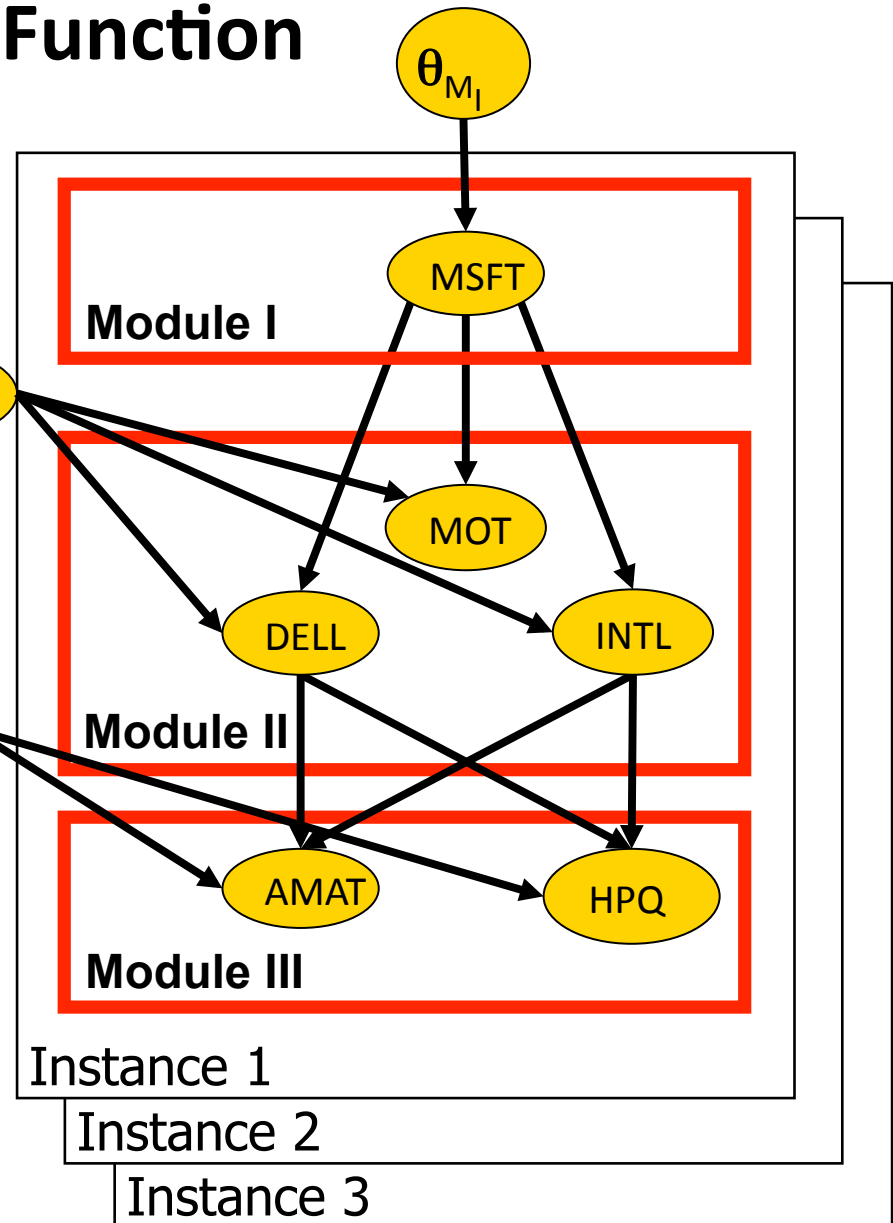 Function
θMI
MSFT
Module I
MOT
DELL
INTL
Module II
AMAT
HPQ
Module III
Instance 1
Instance 2
Instance 3